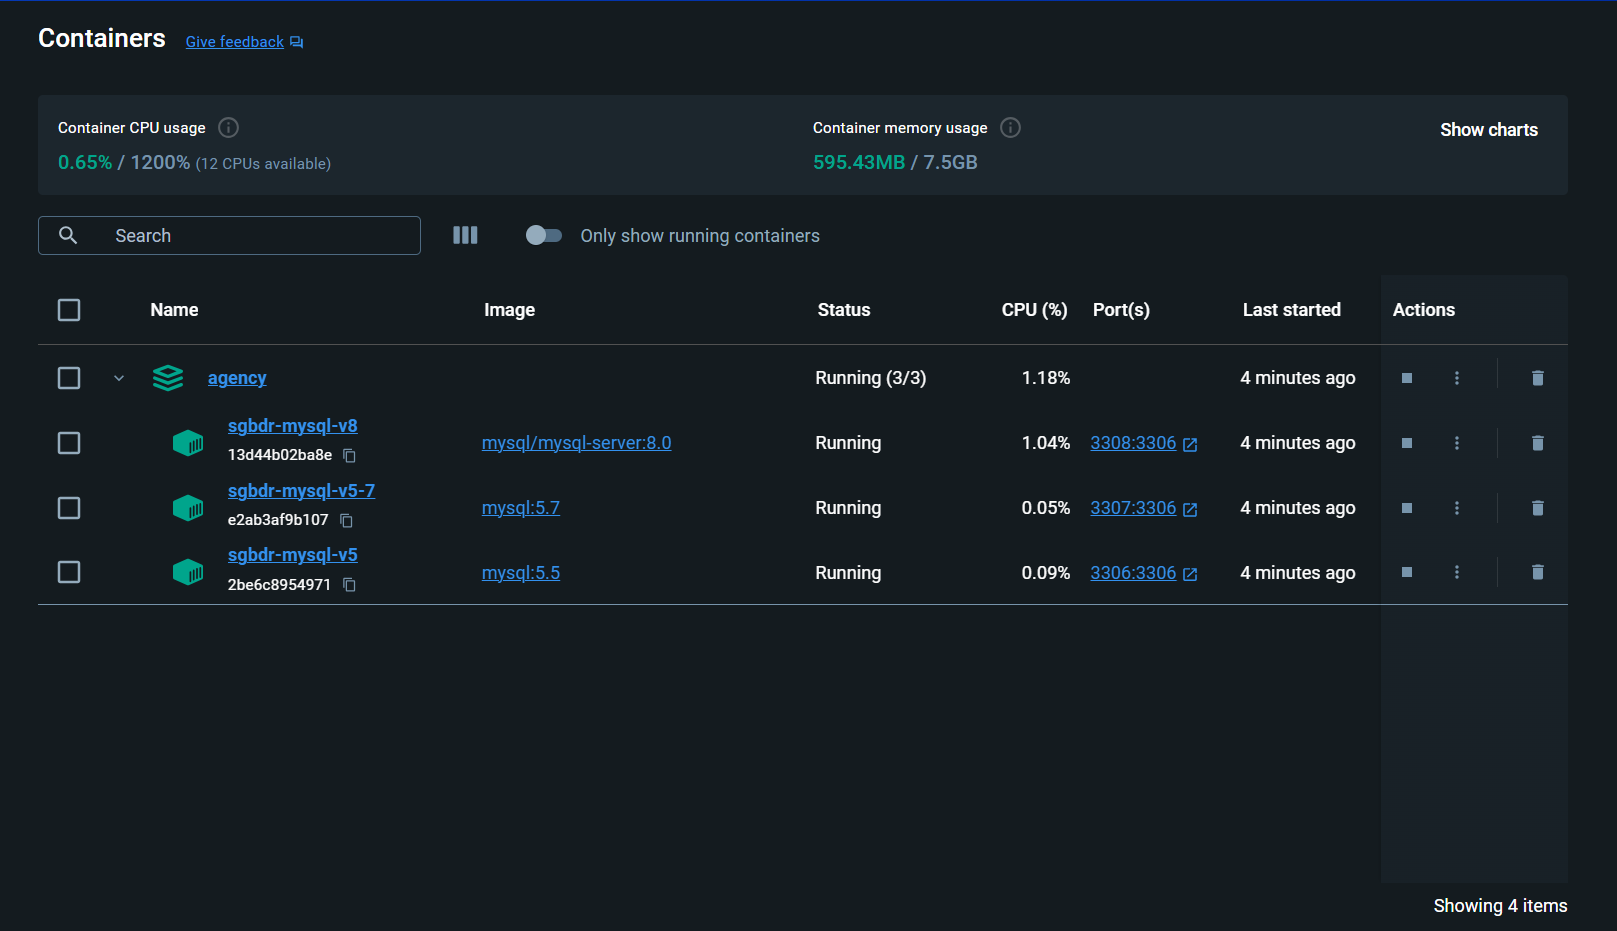 Containers Give feedback
Container CPU usage
0.65% / 1200% (12 CPUs available)
Container memory usage
595.43MB / 7.5GB
Show charts
Search
Only show running containers
Name Image Status CPU (%) Port(s) Last started Actions
agency Running (3/3) 1.18% 4 minutes ago
sgbdr-mysql-v8
13d44b02ba8e
mysql/mysql-server:8.0 Running 1.04% 3308:3306 4 minutes ago
sgbdr-mysql-v5-7
e2ab3af9b107
mysql:5.7 Running 0.05% 3307:3306 4 minutes ago
sgbdr-mysql-v5
2be6c8954971
mysql:5.5 Running 0.09% 3306:3306 4 minutes ago
Showing 4 items